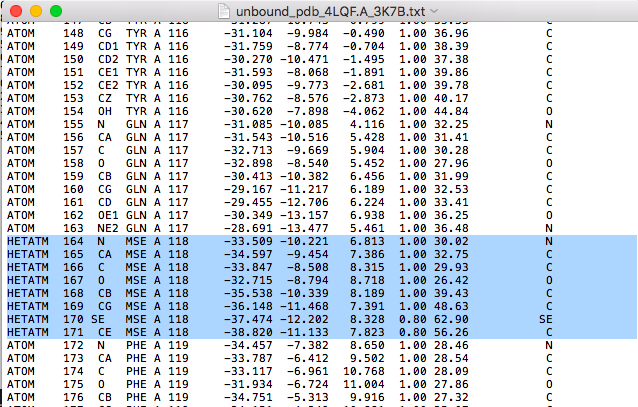 unbound_pdb_4LQF.A_3K7B.txt
ATOM 148 CG TYR A 116 -31.104 -9.984 -0.490 1.00 36.96 C
ATOM 149 CD1 TYR A 116 -31.759 -8.774 -0.704 1.00 38.39 C
ATOM 150 CD2 TYR A 116 -30.270 -10.471 -1.495 1.00 37.38 C
ATOM 151 CE1 TYR A 116 -31.593 -8.068 -1.891 1.00 39.86 C
ATOM 152 CE2 TYR A 116 -30.095 -9.773 -2.681 1.00 39.78 C
ATOM 153 CZ TYR A 116 -30.762 -8.576 -2.873 1.00 40.17 C
ATOM 154 OH TYR A 116 -30.620 -7.898 -4.062 1.00 44.84 O
ATOM 155 N GLN A 117 -31.085 -10.085 4.116 1.00 32.25 N
ATOM 156 CA GLN A 117 -31.543 -10.516 5.428 1.00 31.41 C
ATOM 157 C GLN A 117 -32.713 -9.669 5.904 1.00 30.28 C
ATOM 158 O GLN A 117 -32.898 -8.540 5.452 1.00 27.96 O
ATOM 159 CB GLN A 117 -30.413 -10.382 6.456 1.00 31.99 C
ATOM 160 CG GLN A 117 -29.167 -11.217 6.189 1.00 32.53 C
ATOM 161 CD GLN A 117 -29.455 -12.706 6.224 1.00 33.41 C
ATOM 162 OE1 GLN A 117 -30.349 -13.157 6.938 1.00 36.25 O
ATOM 163 NE2 GLN A 117 -28.691 -13.477 5.461 1.00 36.48 N
HETATM 164 N MSE A 118 -33.509 -10.221 6.813 1.00 30.02 N
HETATM 165 CA MSE A 118 -34.597 -9.454 7.386 1.00 32.75 C
HETATM 166 C MSE A 118 -33.847 -8.508 8.315 1.00 29.93 C
HETATM 167 O MSE A 118 -32.715 -8.794 8.718 1.00 26.42 O
HETATM 168 CB MSE A 118 -35.538 -10.339 8.189 1.00 39.43 C
HETATM 169 CG MSE A 118 -36.148 -11.468 7.391 1.00 48.63 C
HETATM 170 SE MSE A 118 -37.474 -12.202 8.328 0.80 62.90 SE
HETATM 171 CE MSE A 118 -38.820 -11.133 7.823 0.80 56.26 C
ATOM 172 N PHE A 119 -34.457 -7.382 8.650 1.00 28.46 N
ATOM 173 CA PHE A 119 -33.787 -6.412 9.502 1.00 28.54 C
ATOM 174 C PHE A 119 -33.117 -6.961 10.768 1.00 28.09 C
ATOM 175 O PHE A 119 -31.934 -6.724 11.004 1.00 27.86 O
ATOM 176 CB PHE A 119 -34.751 -5.313 9.916 1.00 27.32 C